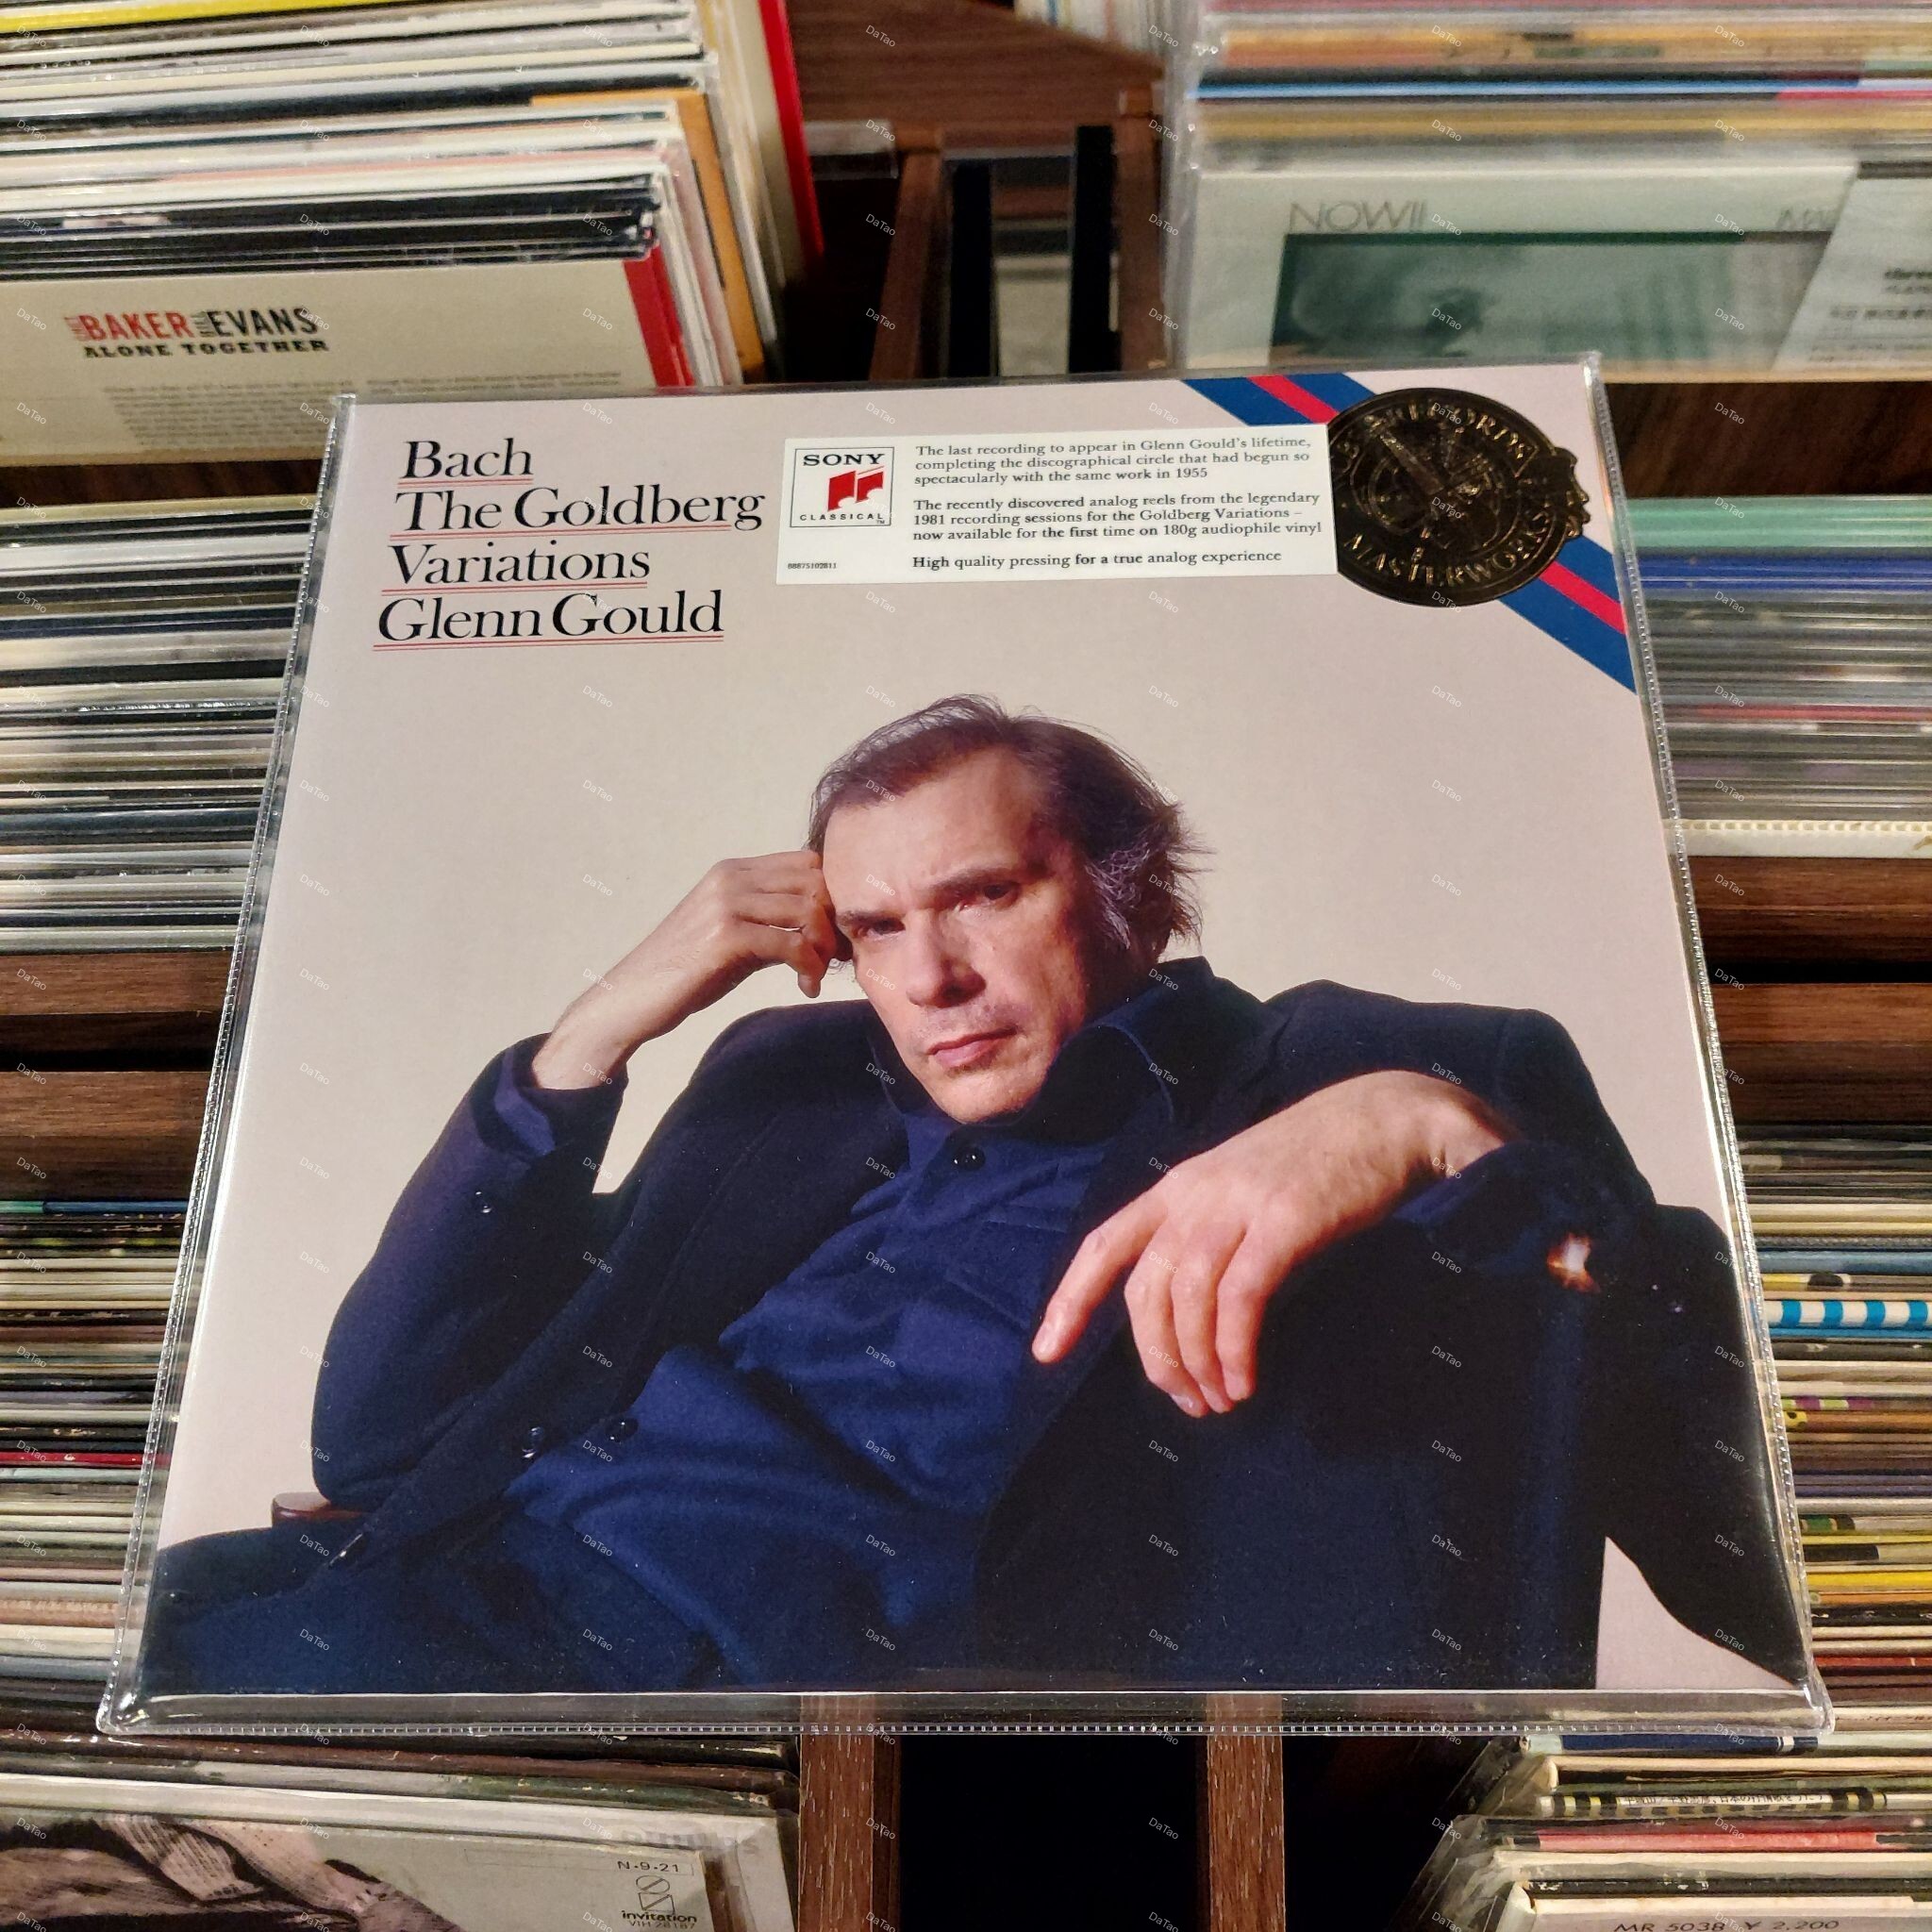 NOWII
BAKER EVANS
ALONE TOGETHER
Bach
The Goldberg
Variations
Glenn Gould
SONY
CLASSICAL
88875102811
The last recording to appear in Glenn Gould's lifetime,
completing the discographical circle that had begun so
spectacularly with the same work in 1955
The recently discovered analog reels from the legendary
1981 recording sessions for the Goldberg Variations –
now available for the first time on 180g audiophile vinyl
High quality pressing for a true analog experience
MASTERWORKS
N-9-21
invitation
VIH 28187
MR 5038 ¥ 2,200
DaTao